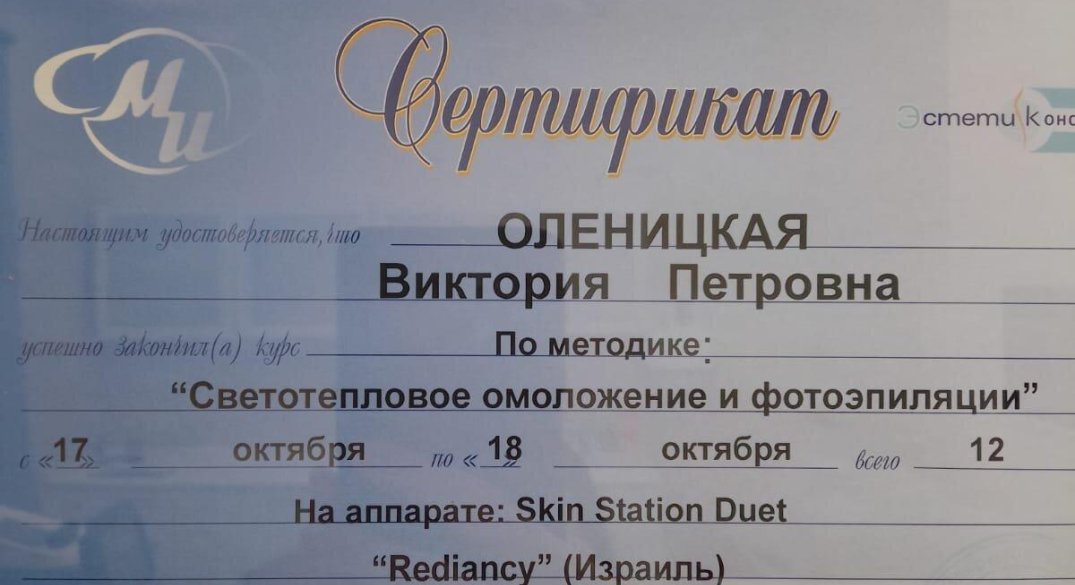 СМИ
Сертификат
Эстети Конс
Настоящим удостоверяется, что ОЛЕНИЦКАЯ
Виктория Петровна
успешно закончил(а) курс По методике:
“Светотепловое омоложение и фотоэпиляции”
с «17» октября по «18» октября всего 12
На аппарате: Skin Station Duet
“Rediancy” (Израиль)